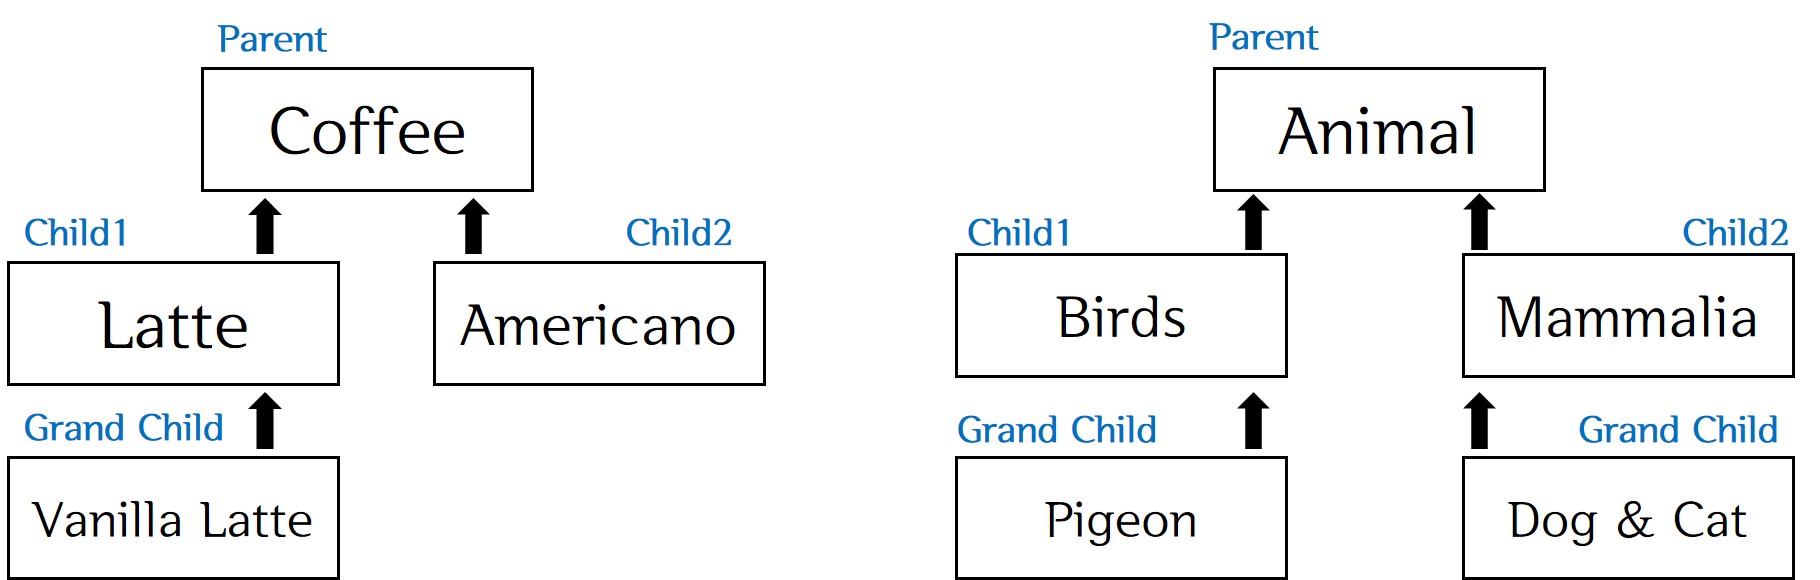 Parent
Coffee
Child1
Child2
Latte
Americano
Grand Child
Vanilla Latte
Parent
Animal
Child1
Child2
Birds
Mammalia
Grand Child
Grand Child
Pigeon
Dog & Cat